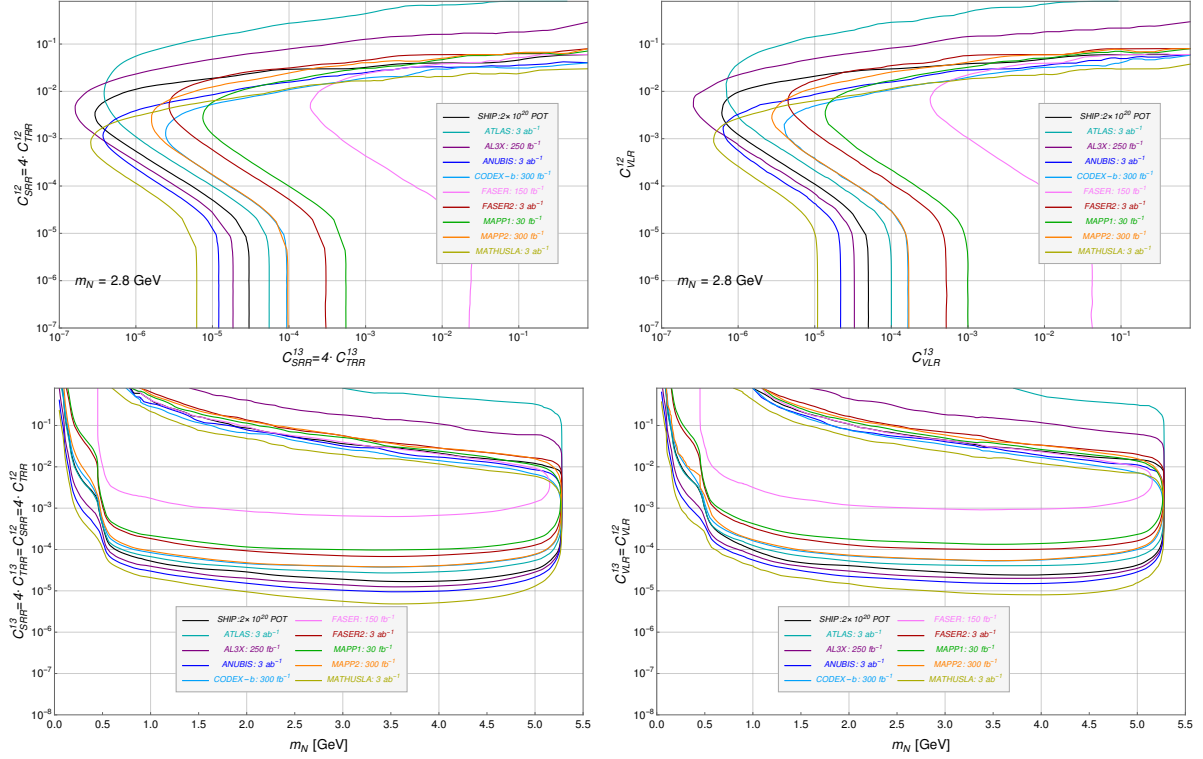 10⁻¹
10⁻²
10⁻³
10⁻⁴
10⁻⁵
10⁻⁶
10⁻⁷
C¹²_SRR=4· C¹²_TRR
SHIP:2×10²⁰ POT
ATLAS: 3 ab⁻¹
AL3X: 250 fb⁻¹
ANUBIS: 3 ab⁻¹
CODEX-b: 300 fb⁻¹
FASER: 150 fb⁻¹
FASER2: 3 ab⁻¹
MAPP1: 30 fb⁻¹
MAPP2: 300 fb⁻¹
MATHUSLA: 3 ab⁻¹
m_N = 2.8 GeV
10⁻⁷ 10⁻⁶ 10⁻⁵ 10⁻⁴ 10⁻³ 10⁻² 10⁻¹
C¹³_SRR=4· C¹³_TRR
10⁻¹
10⁻²
10⁻³
10⁻⁴
10⁻⁵
10⁻⁶
10⁻⁷
C¹²_VLR
SHIP:2×10²⁰ POT
ATLAS: 3 ab⁻¹
AL3X: 250 fb⁻¹
ANUBIS: 3 ab⁻¹
CODEX-b: 300 fb⁻¹
FASER: 150 fb⁻¹
FASER2: 3 ab⁻¹
MAPP1: 30 fb⁻¹
MAPP2: 300 fb⁻¹
MATHUSLA: 3 ab⁻¹
m_N = 2.8 GeV
10⁻⁷ 10⁻⁶ 10⁻⁵ 10⁻⁴ 10⁻³ 10⁻² 10⁻¹
C¹³_VLR
10⁻¹
10⁻²
10⁻³
10⁻⁴
10⁻⁵
10⁻⁶
10⁻⁷
10⁻⁸
C¹³_SRR=4· C¹³_TRR=C¹²_SRR=4· C¹²_TRR
SHIP:2×10²⁰ POT FASER: 150 fb⁻¹
ATLAS: 3 ab⁻¹ FASER2: 3 ab⁻¹
AL3X: 250 fb⁻¹ MAPP1: 30 fb⁻¹
ANUBIS: 3 ab⁻¹ MAPP2: 300 fb⁻¹
CODEX-b: 300 fb⁻¹ MATHUSLA: 3 ab⁻¹
0.0 0.5 1.0 1.5 2.0 2.5 3.0 3.5 4.0 4.5 5.0 5.5
m_N [GeV]
10⁻¹
10⁻²
10⁻³
10⁻⁴
10⁻⁵
10⁻⁶
10⁻⁷
10⁻⁸
C¹³_VLR=C¹²_VLR
SHIP:2×10²⁰ POT FASER: 150 fb⁻¹
ATLAS: 3 ab⁻¹ FASER2: 3 ab⁻¹
AL3X: 250 fb⁻¹ MAPP1: 30 fb⁻¹
ANUBIS: 3 ab⁻¹ MAPP2: 300 fb⁻¹
CODEX-b: 300 fb⁻¹ MATHUSLA: 3 ab⁻¹
0.0 0.5 1.0 1.5 2.0 2.5 3.0 3.5 4.0 4.5 5.0 5.5
m_N [GeV]